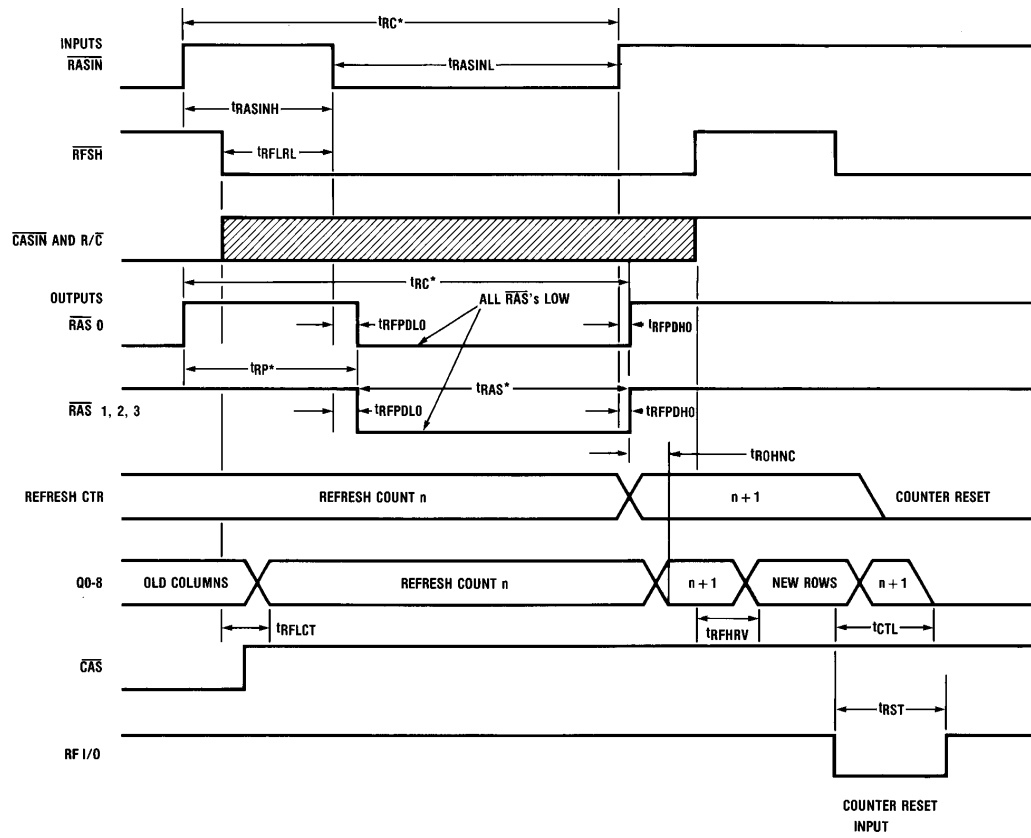 tRC*
INPUTS
RASIN
tRASINL
tRASINH
RFSH
tRFLRL
CASIN AND R/C
tRC*
OUTPUTS
ALL RAS's LOW
RAS 0
tRFPDL0
tRFPDH0
tRP*
tRAS*
RAS 1, 2, 3
tRFPDL0
tRFPDH0
tROHNC
REFRESH CTR
REFRESH COUNT n
n + 1
COUNTER RESET
Q0-8
OLD COLUMNS
REFRESH COUNT n
n + 1
NEW ROWS
n + 1
tRFLCT
tRFHRV
tCTL
CAS
tRST
RF I/O
COUNTER RESET
INPUT